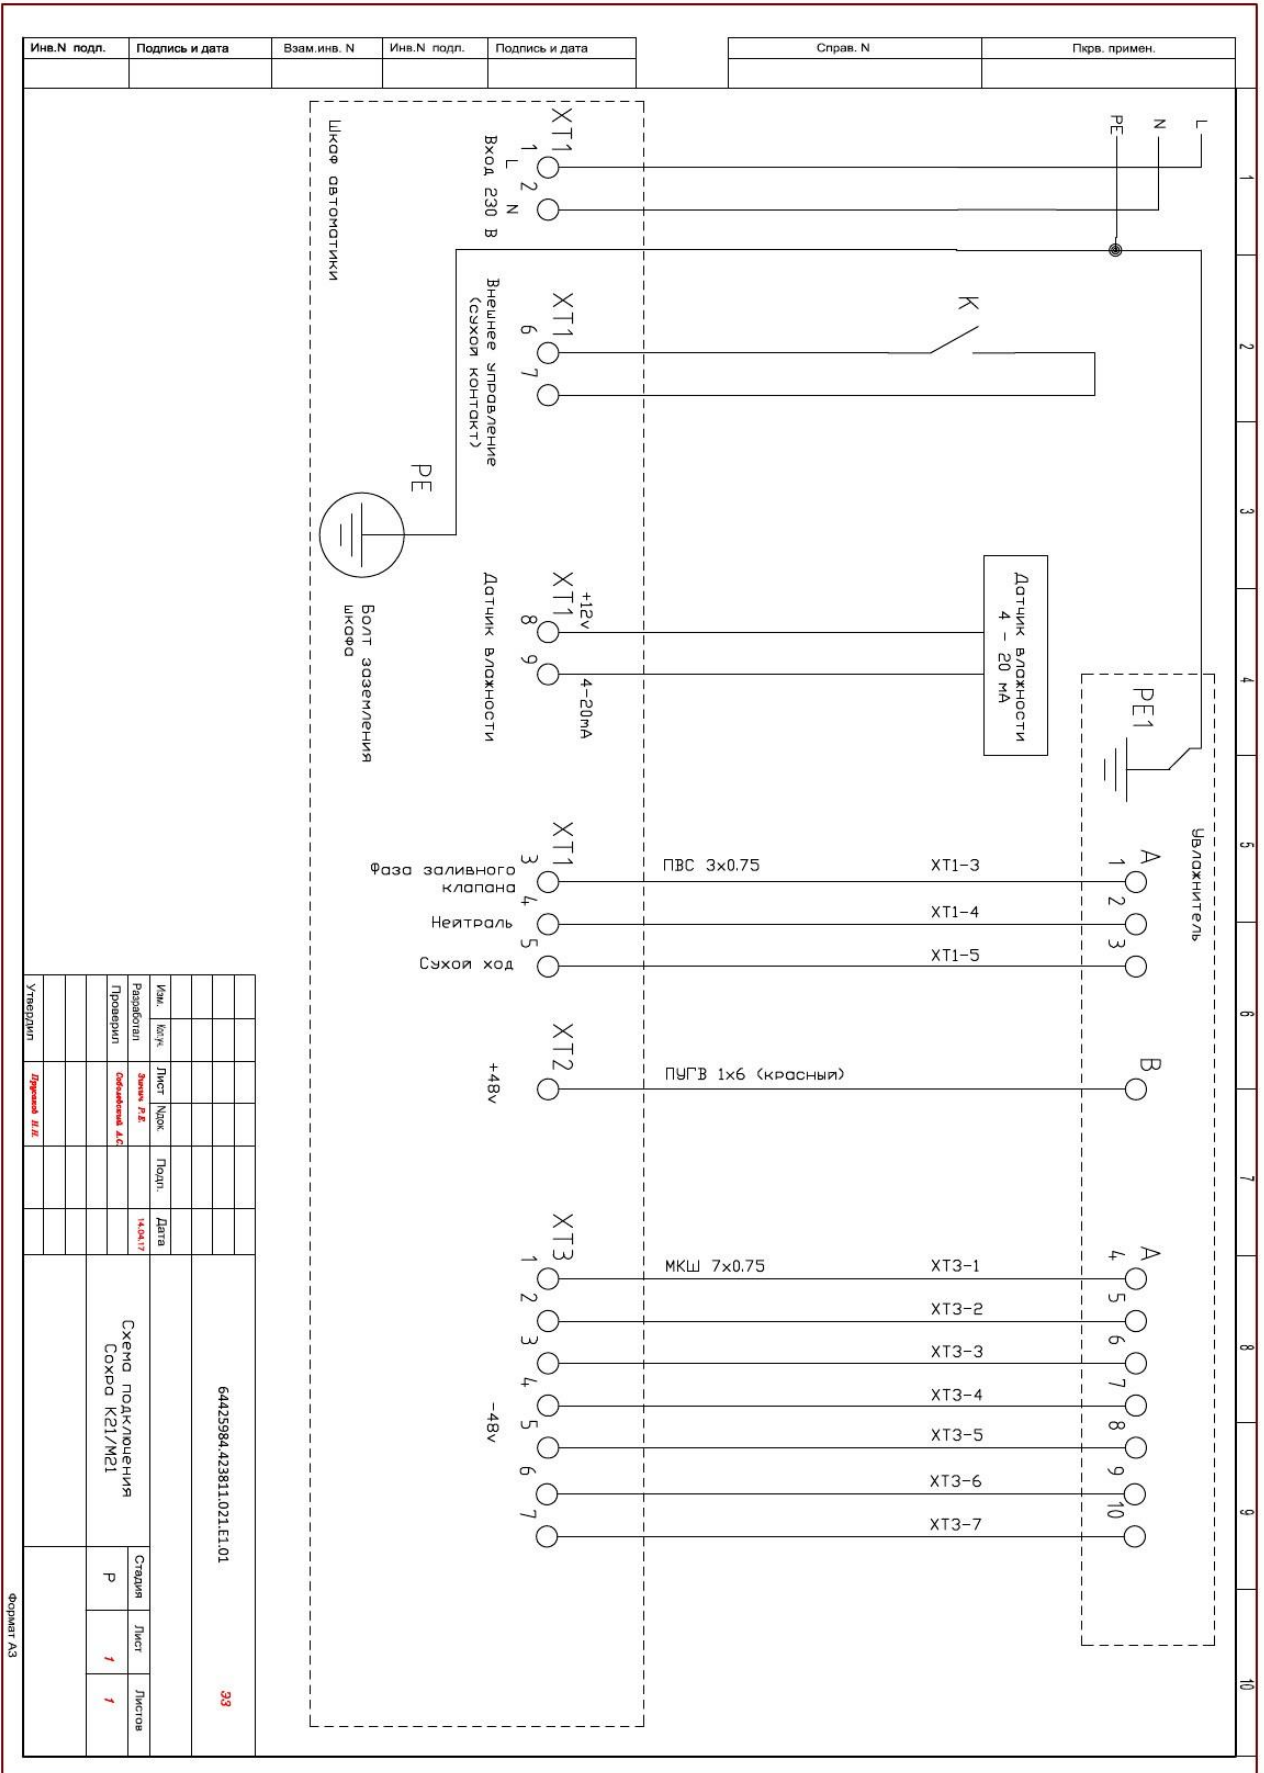 Инв.N подл.
Подпись и дата
Взам.инв. N
Инв.N подл.
Подпись и дата
Справ. N
Пкрв. примен.
1
2
3
4
5
6
7
8
9
10
L
N
PE
К
Датчик влажности
4 - 20 мА
Увлажнитель
PE1
А
1
2
3
В
А
4
5
6
7
8
9
10
ПВС 3х0.75
XT1-3
XT1-4
XT1-5
ПУГВ 1х6 (красный)
МКШ 7х0.75
XT3-1
XT3-2
XT3-3
XT3-4
XT3-5
XT3-6
XT3-7
Шкаф автоматики
XT1
1
2
L
N
Вход 230 В
XT1
6
7
Внешнее управление
(сухой контакт)
PE
Болт заземления
шкафа
XT1
+12v
8
9
4-20mA
Датчик влажности
XT1
3
4
5
Фаза заливного
клапана
Нейтраль
Сухой ход
XT2
+48v
XT3
1
2
3
4
5
6
7
-48v
64425984.423811.021.E1.01
ЭЗ
Изм.
Кол.уч.
Лист
Nдок.
Подп.
Дата
Разработал
Р.В.
14.04.17
Проверил
Соболевский А.С.
Утвердил
Прусаков Н.Н.
Схема подключения
Сохра К21/М21
Стадия
Лист
Листов
Р
1
1
Формат А3